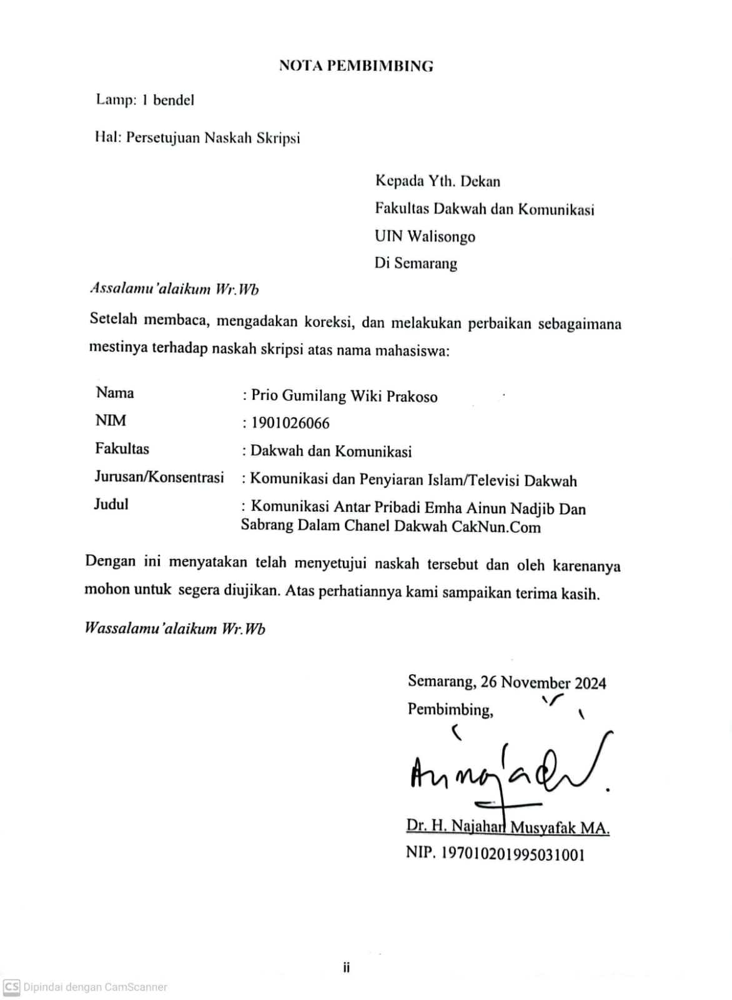 NOTA PEMBIMBING
Lamp: 1 bendel
Hal: Persetujuan Naskah Skripsi
Kepada Yth. Dekan
Fakultas Dakwah dan Komunikasi
UIN Walisongo
Di Semarang
Assalamu’alaikum Wr.Wb
Setelah membaca, mengadakan koreksi, dan melakukan perbaikan sebagaimana
mestinya terhadap naskah skripsi atas nama mahasiswa:
Nama : Prio Gumilang Wiki Prakoso
NIM : 1901026066
Fakultas : Dakwah dan Komunikasi
Jurusan/Konsentrasi : Komunikasi dan Penyiaran Islam/Televisi Dakwah
Judul : Komunikasi Antar Pribadi Emha Ainun Nadjib Dan
Sabrang Dalam Chanel Dakwah CakNun.Com
Dengan ini menyatakan telah menyetujui naskah tersebut dan oleh karenanya
mohon untuk segera diujikan. Atas perhatiannya kami sampaikan terima kasih.
Wassalamu’alaikum Wr.Wb
Semarang, 26 November 2024
Pembimbing,
Dr. H. Najahan Musyafak MA.
NIP. 197010201995031001
ii
CS Dipindai dengan CamScanner